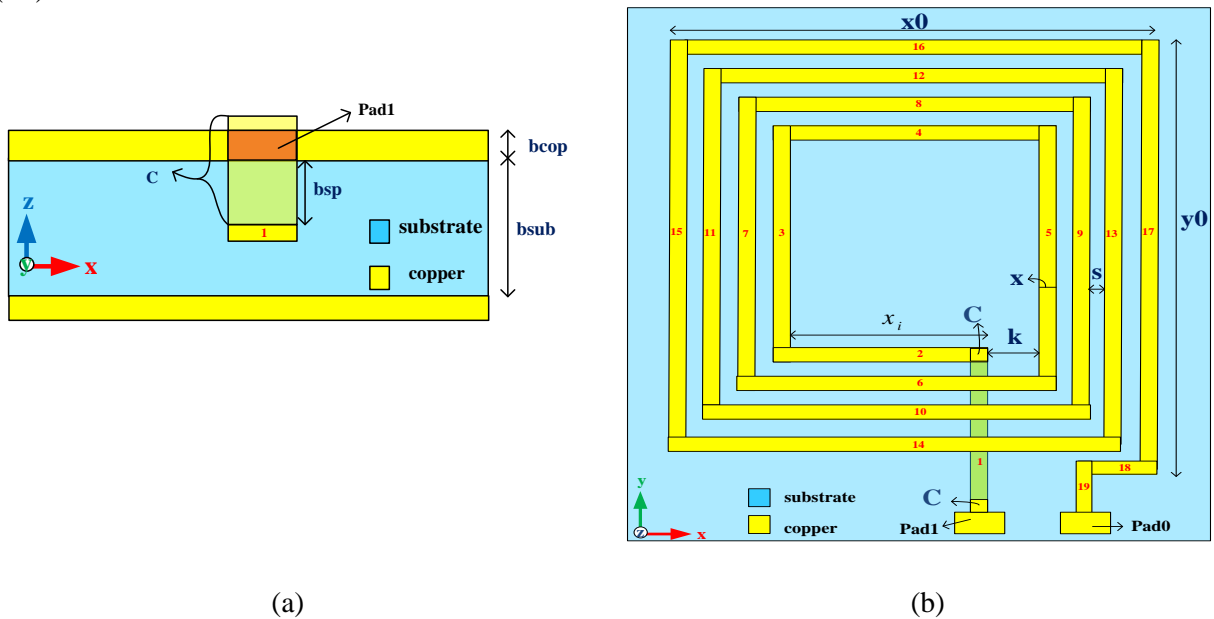 Pad1
bcop
C
bsp
bsub
z
y
x
1
substrate
copper
(a)
x0
16
12
8
4
15
11
7
3
5
9
13
17
y0
s
x
x i
C
k
2
6
10
14
1
18
19
C
y
z
x
substrate
copper
Pad1
Pad0
(b)